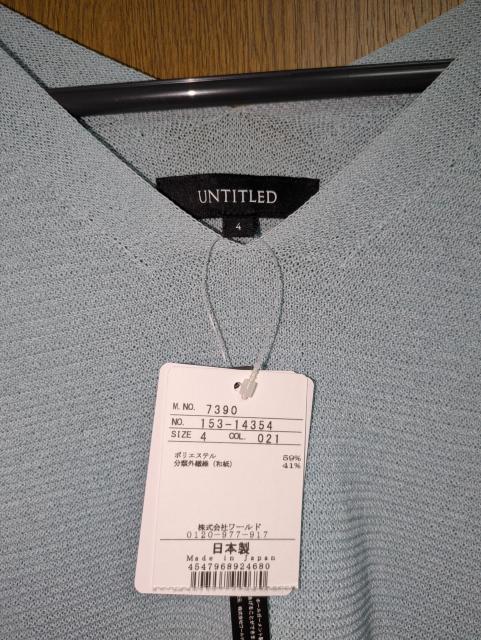 UNTITLED
4
M.NO. 7390
NO. 153-14354
SIZE 4 COL. 021
ポリエステル 59%
分類外繊維(和紙) 41%
株式会社ワールド
0120-977-917
日本製
Made in Japan
4547968924680